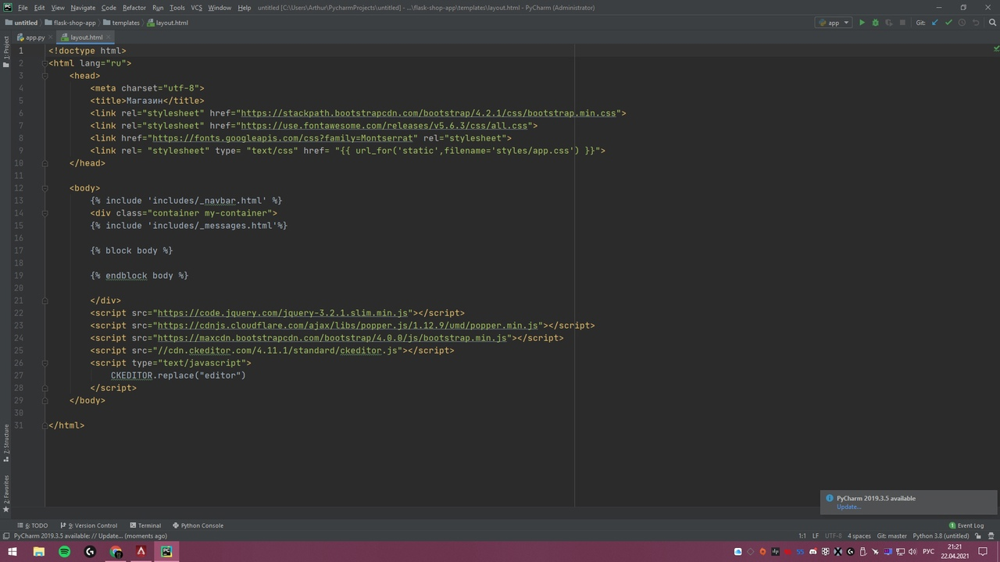 File Edit View Navigate Code Refactor Run Tools VCS Window Help untitled [C:\Users\Arthur\PycharmProjects\untitled] - ...\flask-shop-app\templates\layout.html - PyCharm (Administrator)
untitled flask-shop-app templates layout.html app Git:
app.py layout.html
1: Project
1 <!doctype html>
2 <html lang="ru">
3 <head>
4 <meta charset="utf-8">
5 <title>Магазин</title>
6 <link rel="stylesheet" href="https://stackpath.bootstrapcdn.com/bootstrap/4.2.1/css/bootstrap.min.css">
7 <link rel="stylesheet" href="https://use.fontawesome.com/releases/v5.6.3/css/all.css">
8 <link href="https://fonts.googleapis.com/css?family=Montserrat" rel="stylesheet">
9 <link rel= "stylesheet" type= "text/css" href= "{{ url_for('static',filename='styles/app.css') }}">
10 </head>
11
12 <body>
13 {% include 'includes/_navbar.html' %}
14 <div class="container my-container">
15 {% include 'includes/_messages.html'%}
16
17 {% block body %}
18
19 {% endblock body %}
20
21 </div>
22 <script src="https://code.jquery.com/jquery-3.2.1.slim.min.js"></script>
23 <script src="https://cdnjs.cloudflare.com/ajax/libs/popper.js/1.12.9/umd/popper.min.js"></script>
24 <script src="https://maxcdn.bootstrapcdn.com/bootstrap/4.0.0/js/bootstrap.min.js"></script>
25 <script src="//cdn.ckeditor.com/4.11.1/standard/ckeditor.js"></script>
26 <script type="text/javascript">
27 CKEDITOR.replace("editor")
28 </script>
29 </body>
30
31 </html>
7: Structure
2: Favorites
PyCharm 2019.3.5 available
Update...
6: TODO 9: Version Control Terminal Python Console 1 Event Log
PyCharm 2019.3.5 available: // Update... (moments ago) 1:1 LF UTF-8 4 spaces Git: master Python 3.8 (untitled)
55 РУС 21:21
22.04.2021